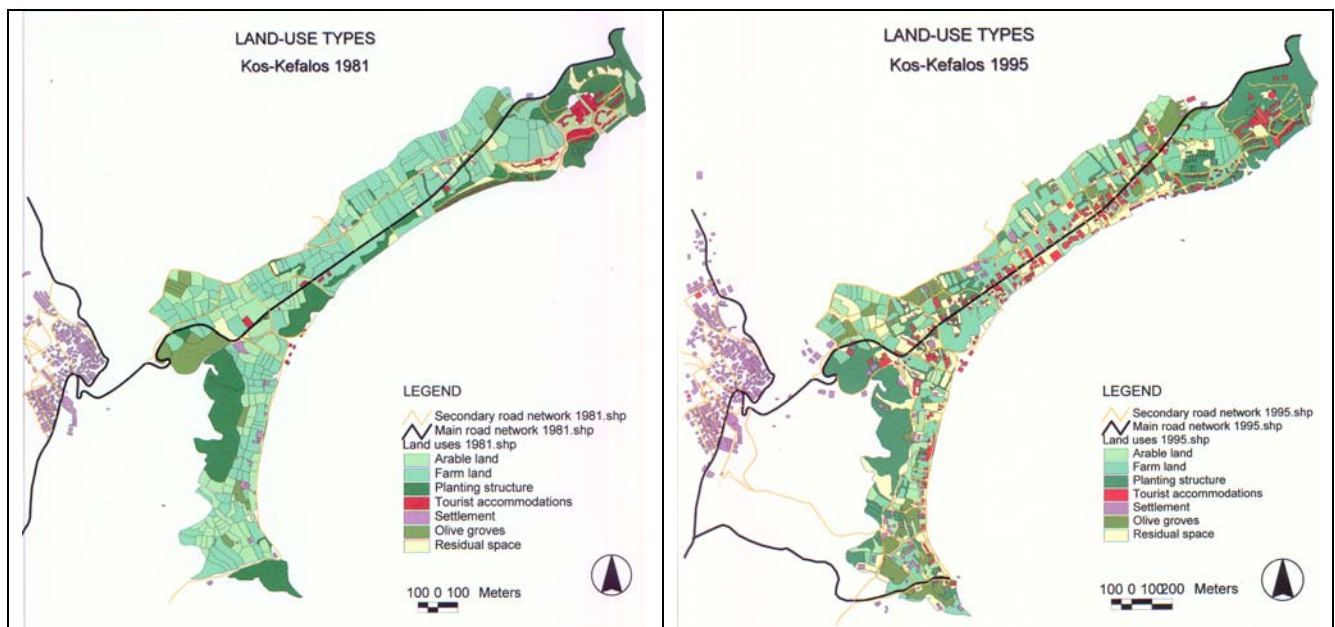 LAND-USE TYPES
Kos-Kefalos 1981
LEGEND
Secondary road network 1981.shp
Main road network 1981.shp
Land uses 1981.shp
Arable land
Farm land
Planting structure
Tourist accommodations
Settlement
Olive groves
Residual space
100 0 100 Meters
LAND-USE TYPES
Kos-Kefalos 1995
LEGEND
Secondary road network 1995.shp
Main road network 1995.shp
Land uses 1995.shp
Arable land
Farm land
Planting structure
Tourist accommodations
Settlement
Olive groves
Residual space
100 0 100200 Meters